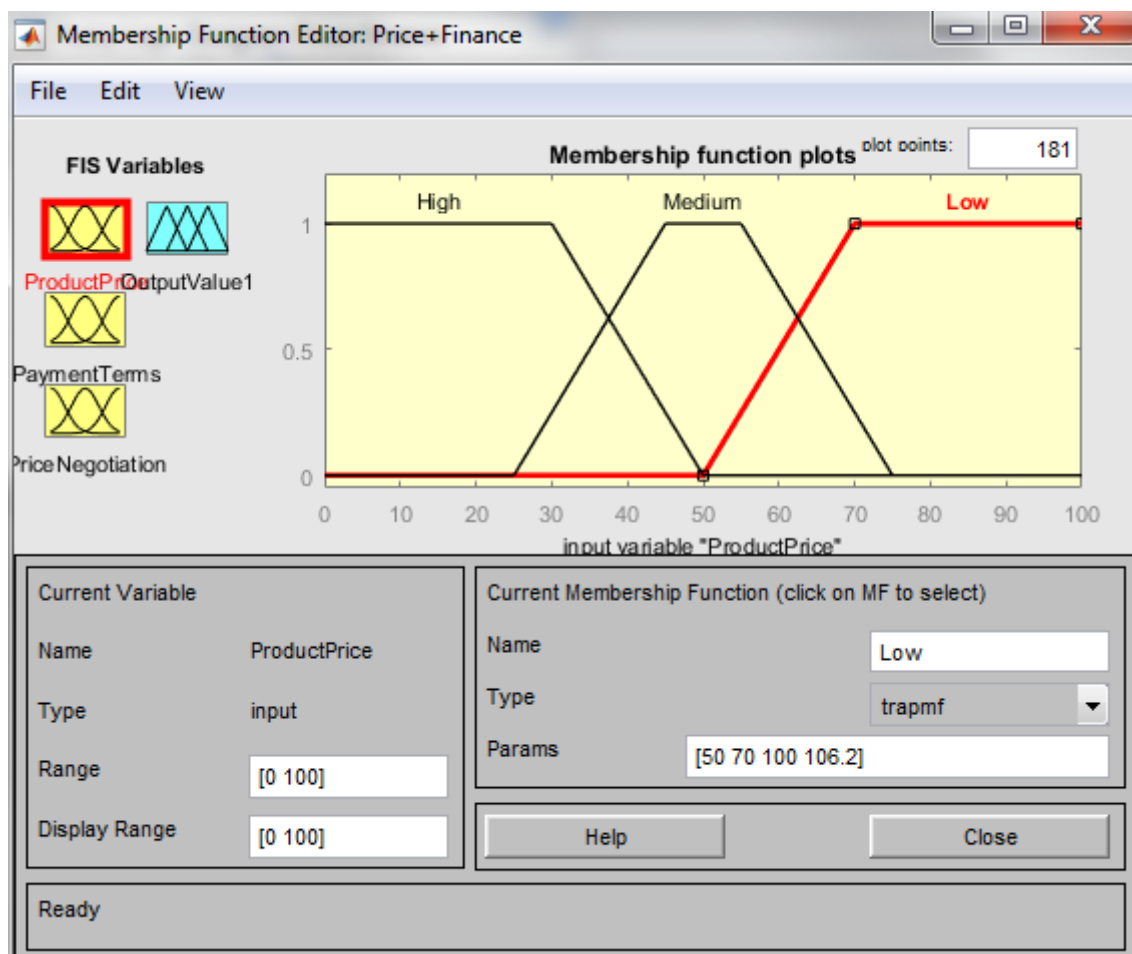 Membership Function Editor: Price+Finance
File Edit View
FIS Variables
Membership function plots plot points: 181
High Medium Low
1
0.5
0
0 10 20 30 40 50 60 70 80 90 100
input variable "ProductPrice"
ProductPrice OutputValue1
PaymentTerms
PriceNegotiation
Current Variable
Name ProductPrice
Type input
Range [0 100]
Display Range [0 100]
Current Membership Function (click on MF to select)
Name Low
Type trapmf
Params [50 70 100 106.2]
Help Close
Ready